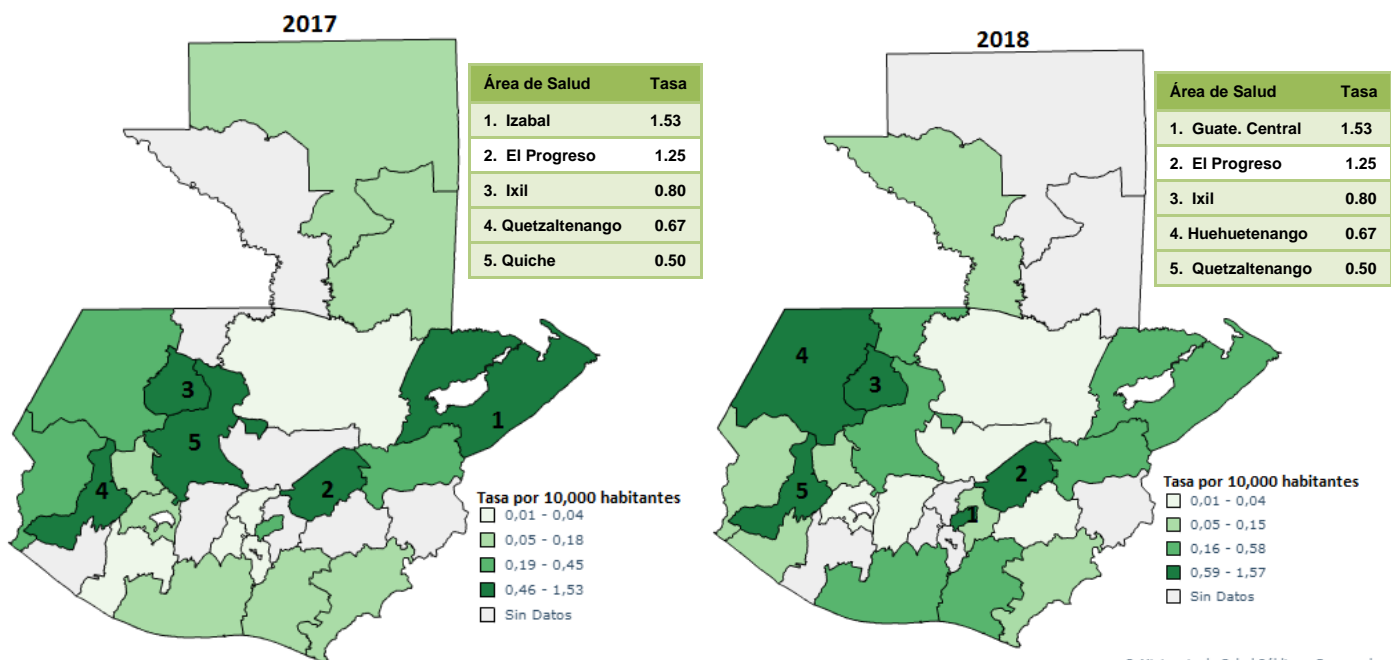 2017
Área de Salud Tasa
1. Izabal 1.53
2. El Progreso 1.25
3. Ixil 0.80
4. Quetzaltenango 0.67
5. Quiche 0.50
3
5
4
2
1
Tasa por 10,000 habitantes
0,01 - 0,04
0,05 - 0,18
0,19 - 0,45
0,46 - 1,53
Sin Datos
2018
Área de Salud Tasa
1. Guate. Central 1.53
2. El Progreso 1.25
3. Ixil 0.80
4. Huehuetenango 0.67
5. Quetzaltenango 0.50
4
3
5
2
1
Tasa por 10,000 habitantes
0,01 - 0,04
0,05 - 0,15
0,16 - 0,58
0,59 - 1,57
Sin Datos